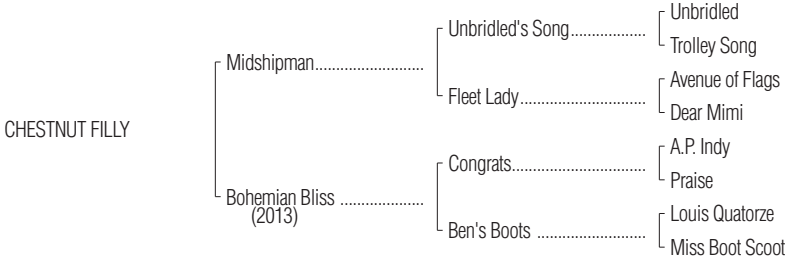 Unbridled
Unbridled's Song..................
Trolley Song
Midshipman..........................
Avenue of Flags
Fleet Lady..............................
Dear Mimi
CHESTNUT FILLY
A.P. Indy
Congrats................................
Praise
Bohemian Bliss ....................
(2013)
Louis Quatorze
Ben's Boots ..........................
Miss Boot Scoot